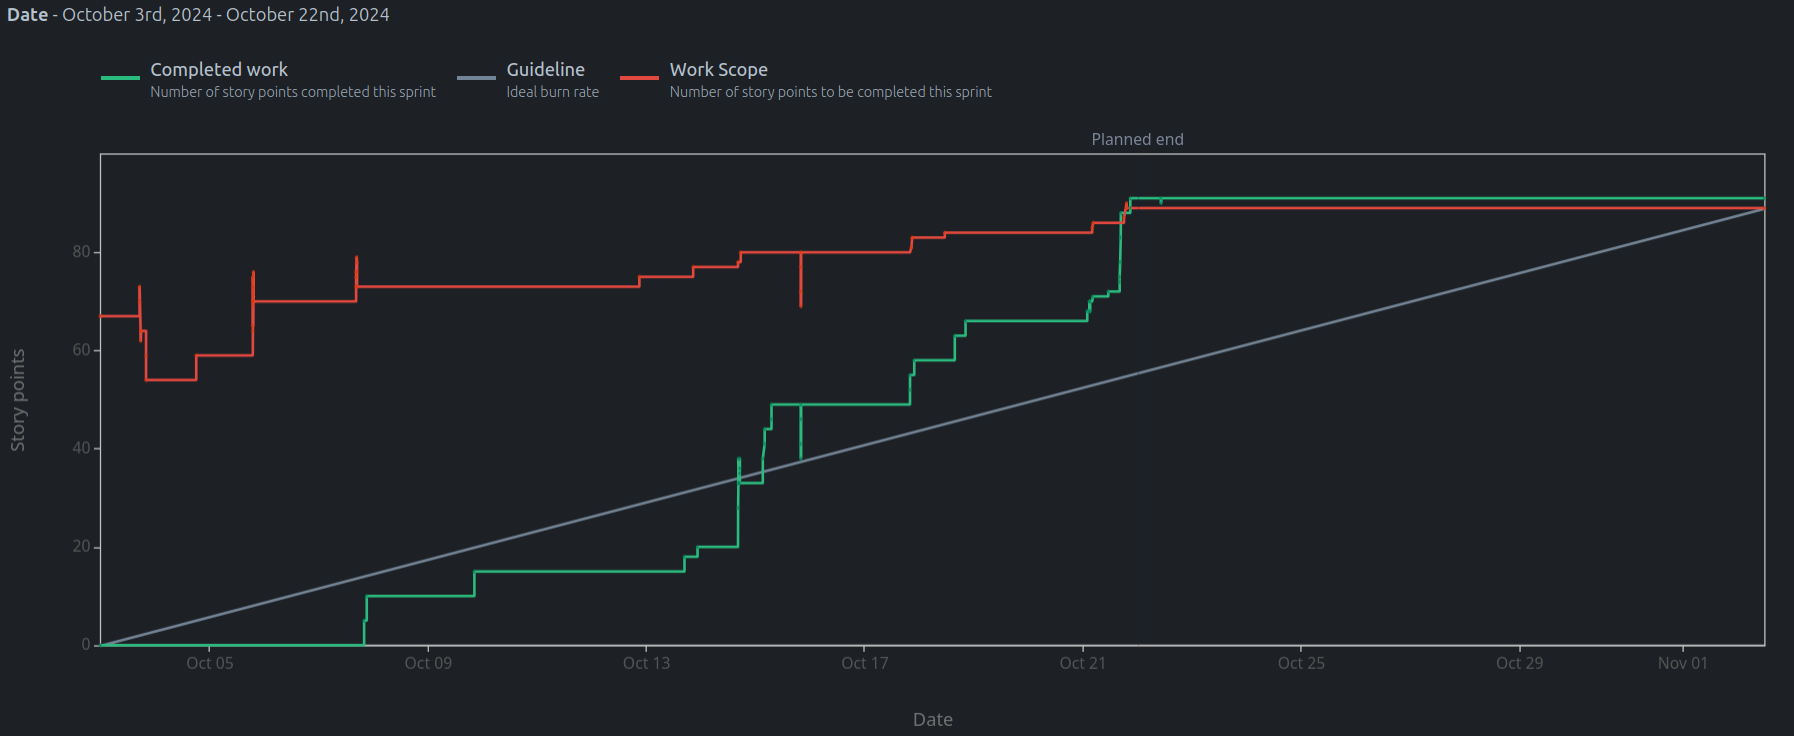 Date - October 3rd, 2024 - October 22nd, 2024
Completed work
Number of story points completed this sprint
Guideline
Ideal burn rate
Work Scope
Number of story points to be completed this sprint
Planned end
Story points
80
60
40
20
0
Oct 05
Oct 09
Oct 13
Oct 17
Oct 21
Oct 25
Oct 29
Nov 01
Date